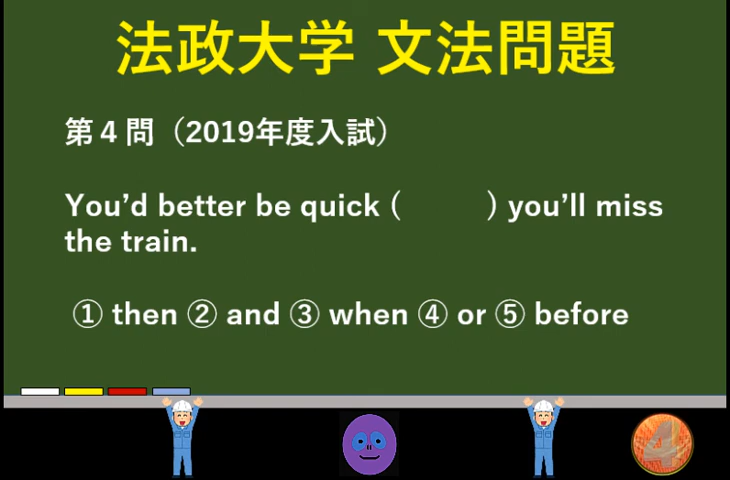 法政大学 文法問題
第４問（2019年度入試）
You’d better be quick (　　　) you’ll miss
the train.
① then ② and ③ when ④ or ⑤ before
4